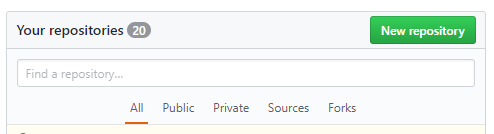 Your repositories 20 New repository
Find a repository...
All Public Private Sources Forks